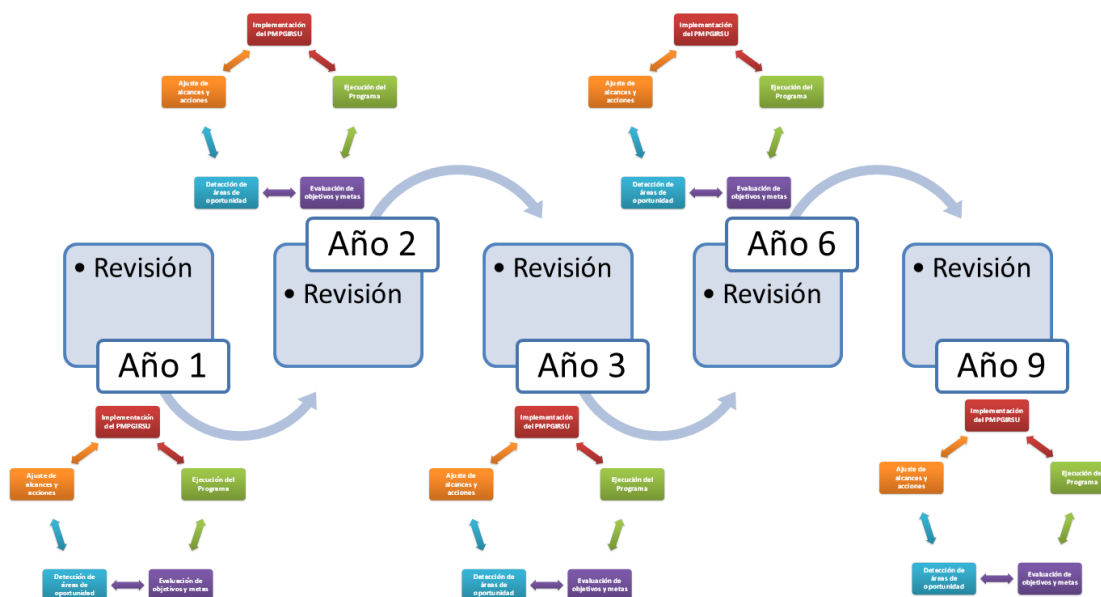 Implementación
del PMPGIRSU
Ajuste de
alcances y
acciones
Ejecución del
Programa
Detección de
áreas de
oportunidad
Evaluación de
objetivos y metas
Implementación
del PMPGIRSU
Ajuste de
alcances y
acciones
Ejecución del
Programa
Detección de
áreas de
oportunidad
Evaluación de
objetivos y metas
• Revisión
Año 1
Año 2
• Revisión
• Revisión
Año 3
Año 6
• Revisión
• Revisión
Año 9
Implementación
del PMPGIRSU
Ajuste de
alcances y
acciones
Ejecución del
Programa
Detección de
áreas de
oportunidad
Evaluación de
objetivos y metas
Implementación
del PMPGIRSU
Ajuste de
alcances y
acciones
Ejecución del
Programa
Detección de
áreas de
oportunidad
Evaluación de
objetivos y metas
Implementación
del PMPGIRSU
Ajuste de
alcances y
acciones
Ejecución del
Programa
Detección de
áreas de
oportunidad
Evaluación de
objetivos y metas